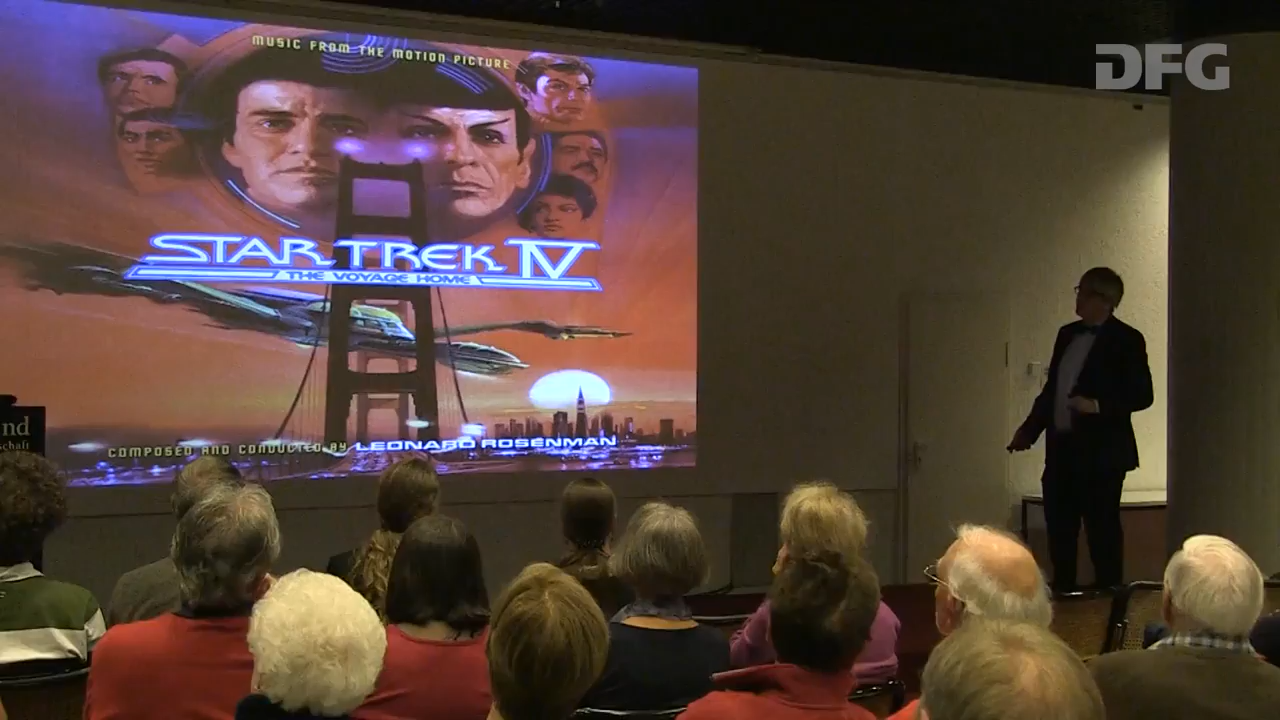 MUSIC FROM THE MOTION PICTURE
DFG
STAR TREK IV
THE VOYAGE HOME
nd
schaft
COMPOSED AND CONDUCTED BY LEONARD ROSENMAN